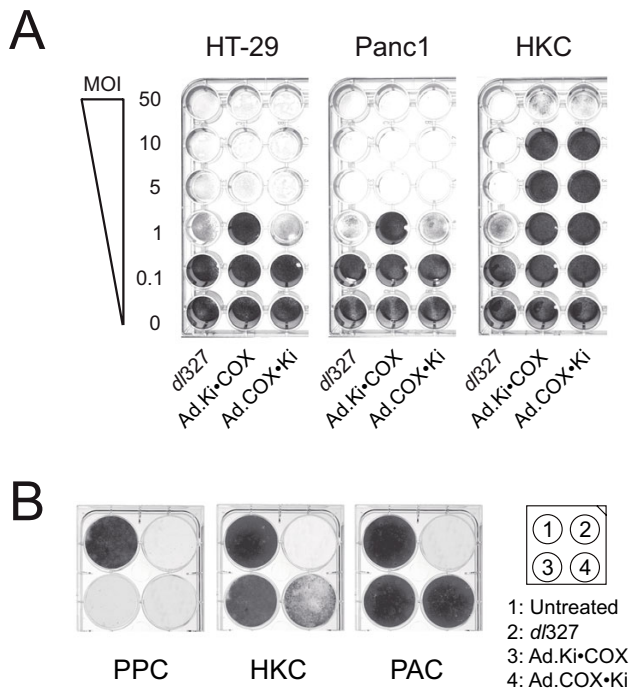 A
HT-29 Panc1 HKC
MOI
50
10
5
1
0.1
0
dl327 Ad.Ki•COX Ad.COX•Ki dl327 Ad.Ki•COX Ad.COX•Ki dl327 Ad.Ki•COX Ad.COX•Ki
B
1 2
3 4
PPC HKC PAC
1: Untreated
2: dl327
3: Ad.Ki•COX
4: Ad.COX•Ki